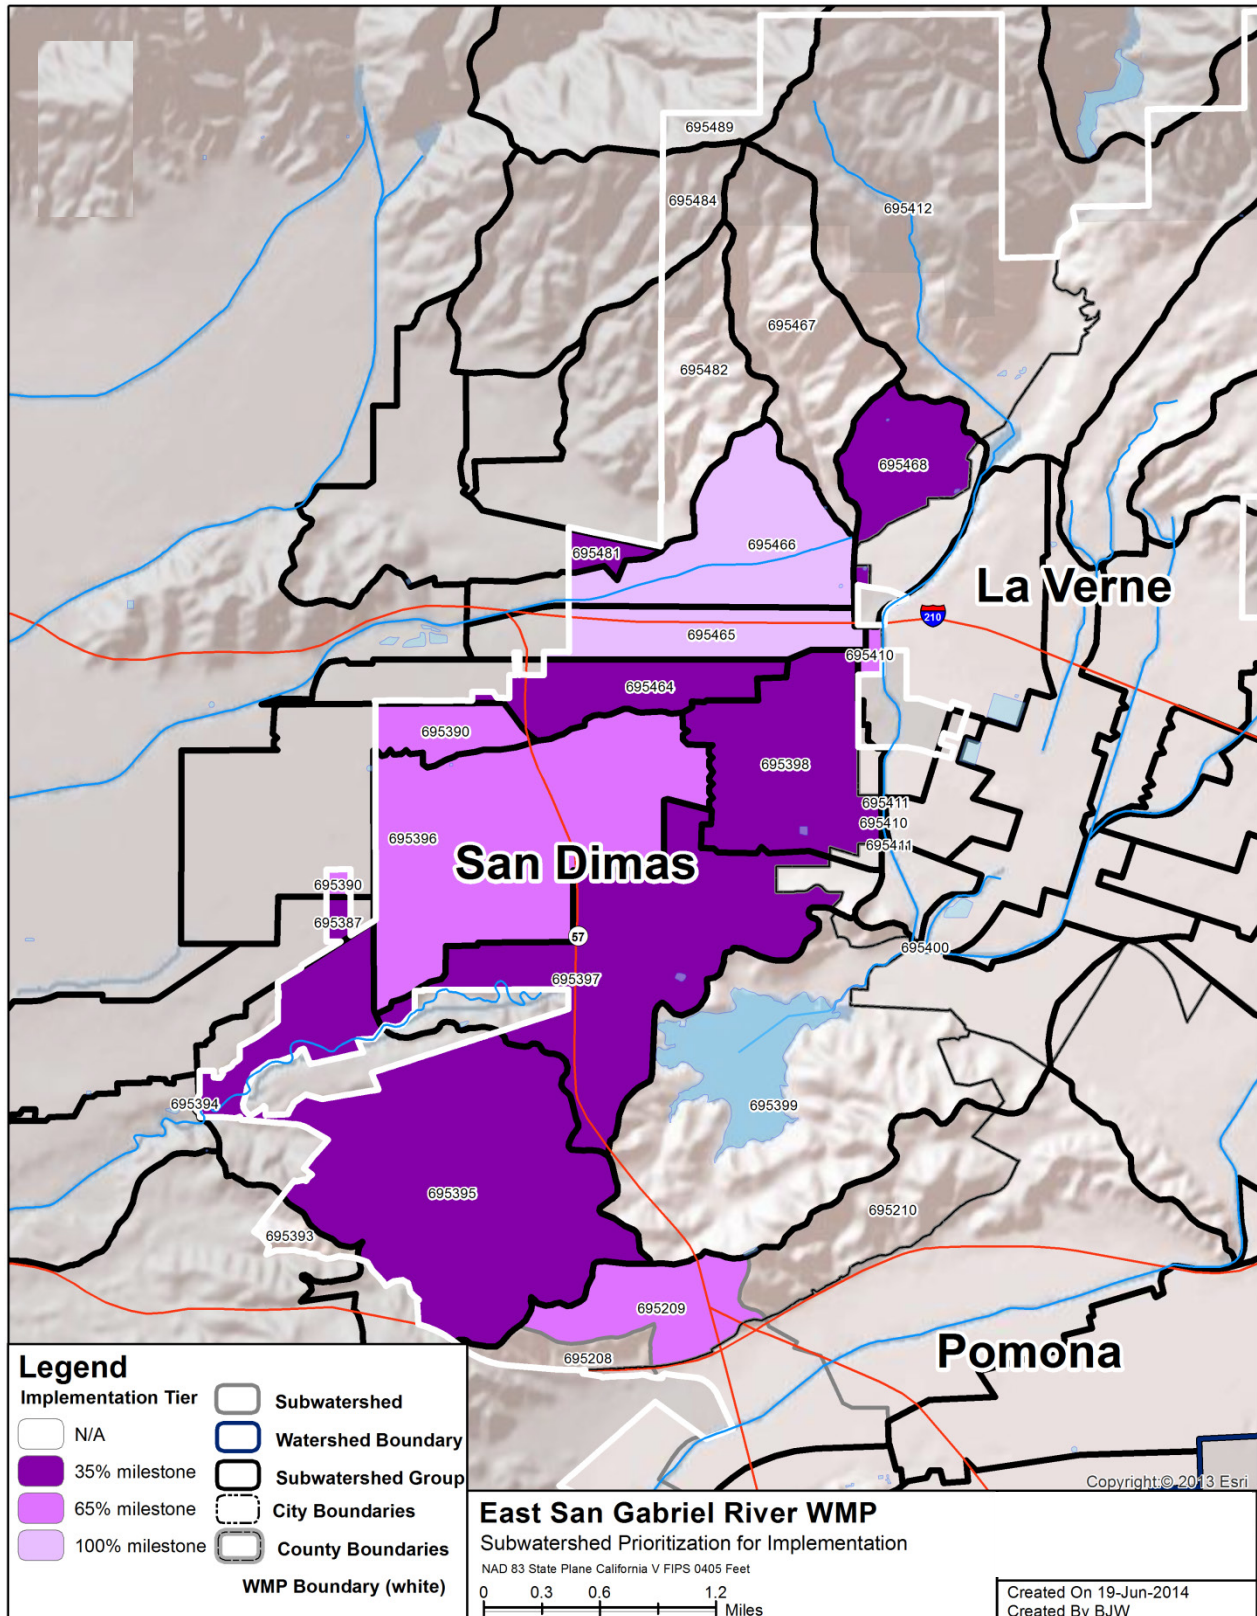 695489
695484
695412
695467
695482
695468
695481
695466
La Verne
210
695465
695410
695464
695390
695398
695411
695396
695410
San Dimas
695411
695390
695387
57
695400
695397
695394
695399
695395
695210
695393
695209
Pomona
695208
Legend
Implementation Tier
N/A
35% milestone
65% milestone
100% milestone
Subwatershed
Watershed Boundary
Subwatershed Group
City Boundaries
County Boundaries
WMP Boundary (white)
Copyright:© 2013 Esri
East San Gabriel River WMP
Subwatershed Prioritization for Implementation
NAD 83 State Plane California V FIPS 0405 Feet
0 0.3 0.6 1.2
Miles
Created On 19-Jun-2014
Created By BJW